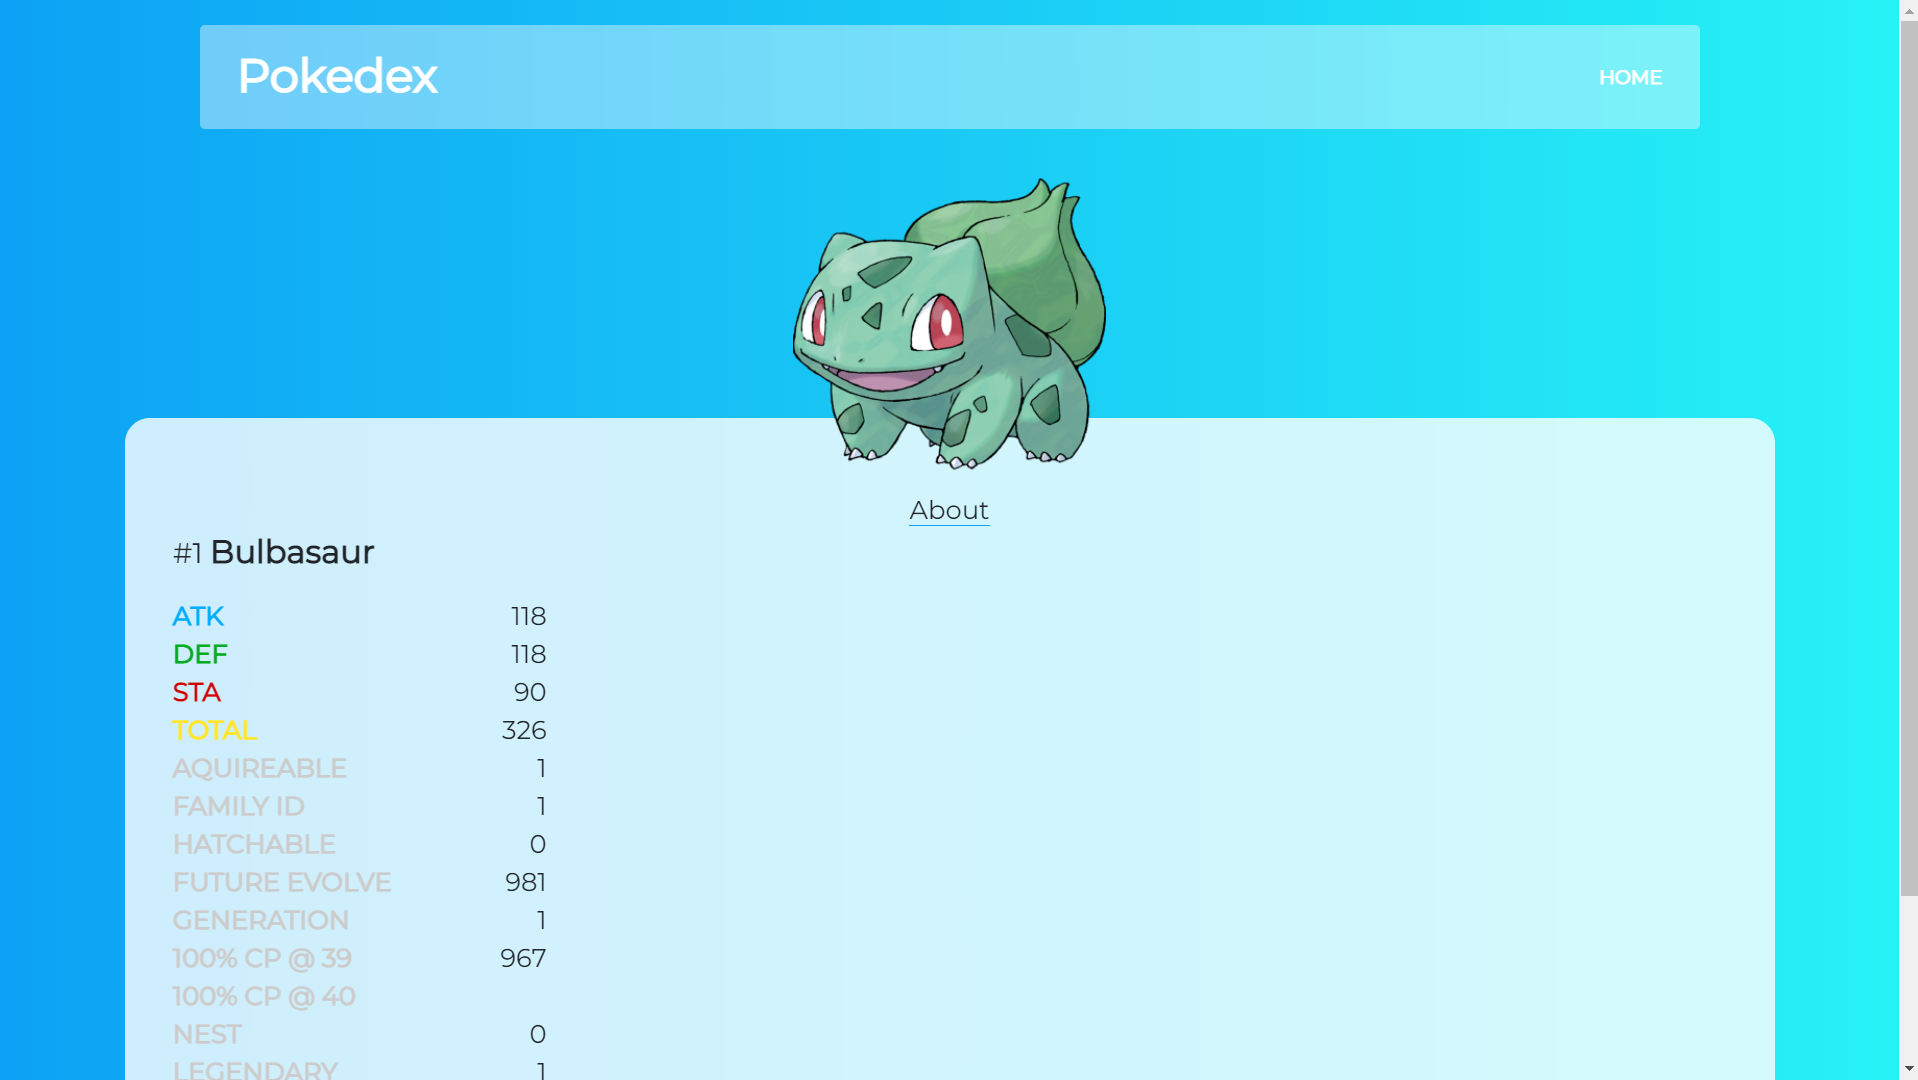 Pokedex
HOME
About
#1 Bulbasaur
ATK 118
DEF 118
STA 90
TOTAL 326
AQUIREABLE 1
FAMILY ID 1
HATCHABLE 0
FUTURE EVOLVE 981
GENERATION 1
100% CP @ 39 967
100% CP @ 40
NEST 0
LEGENDARY 1